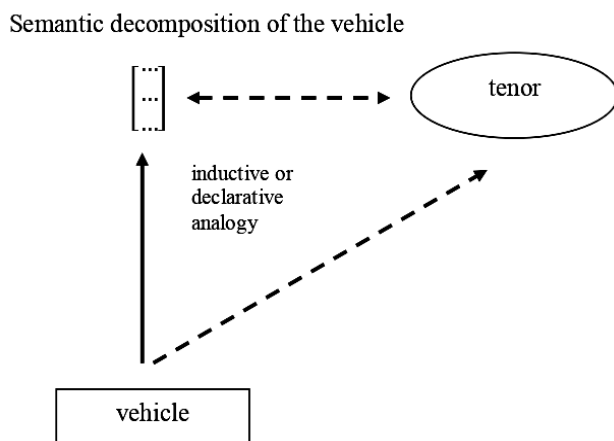 Semantic decomposition of the vehicle
...
...
...
tenor
inductive or
declarative
analogy
vehicle